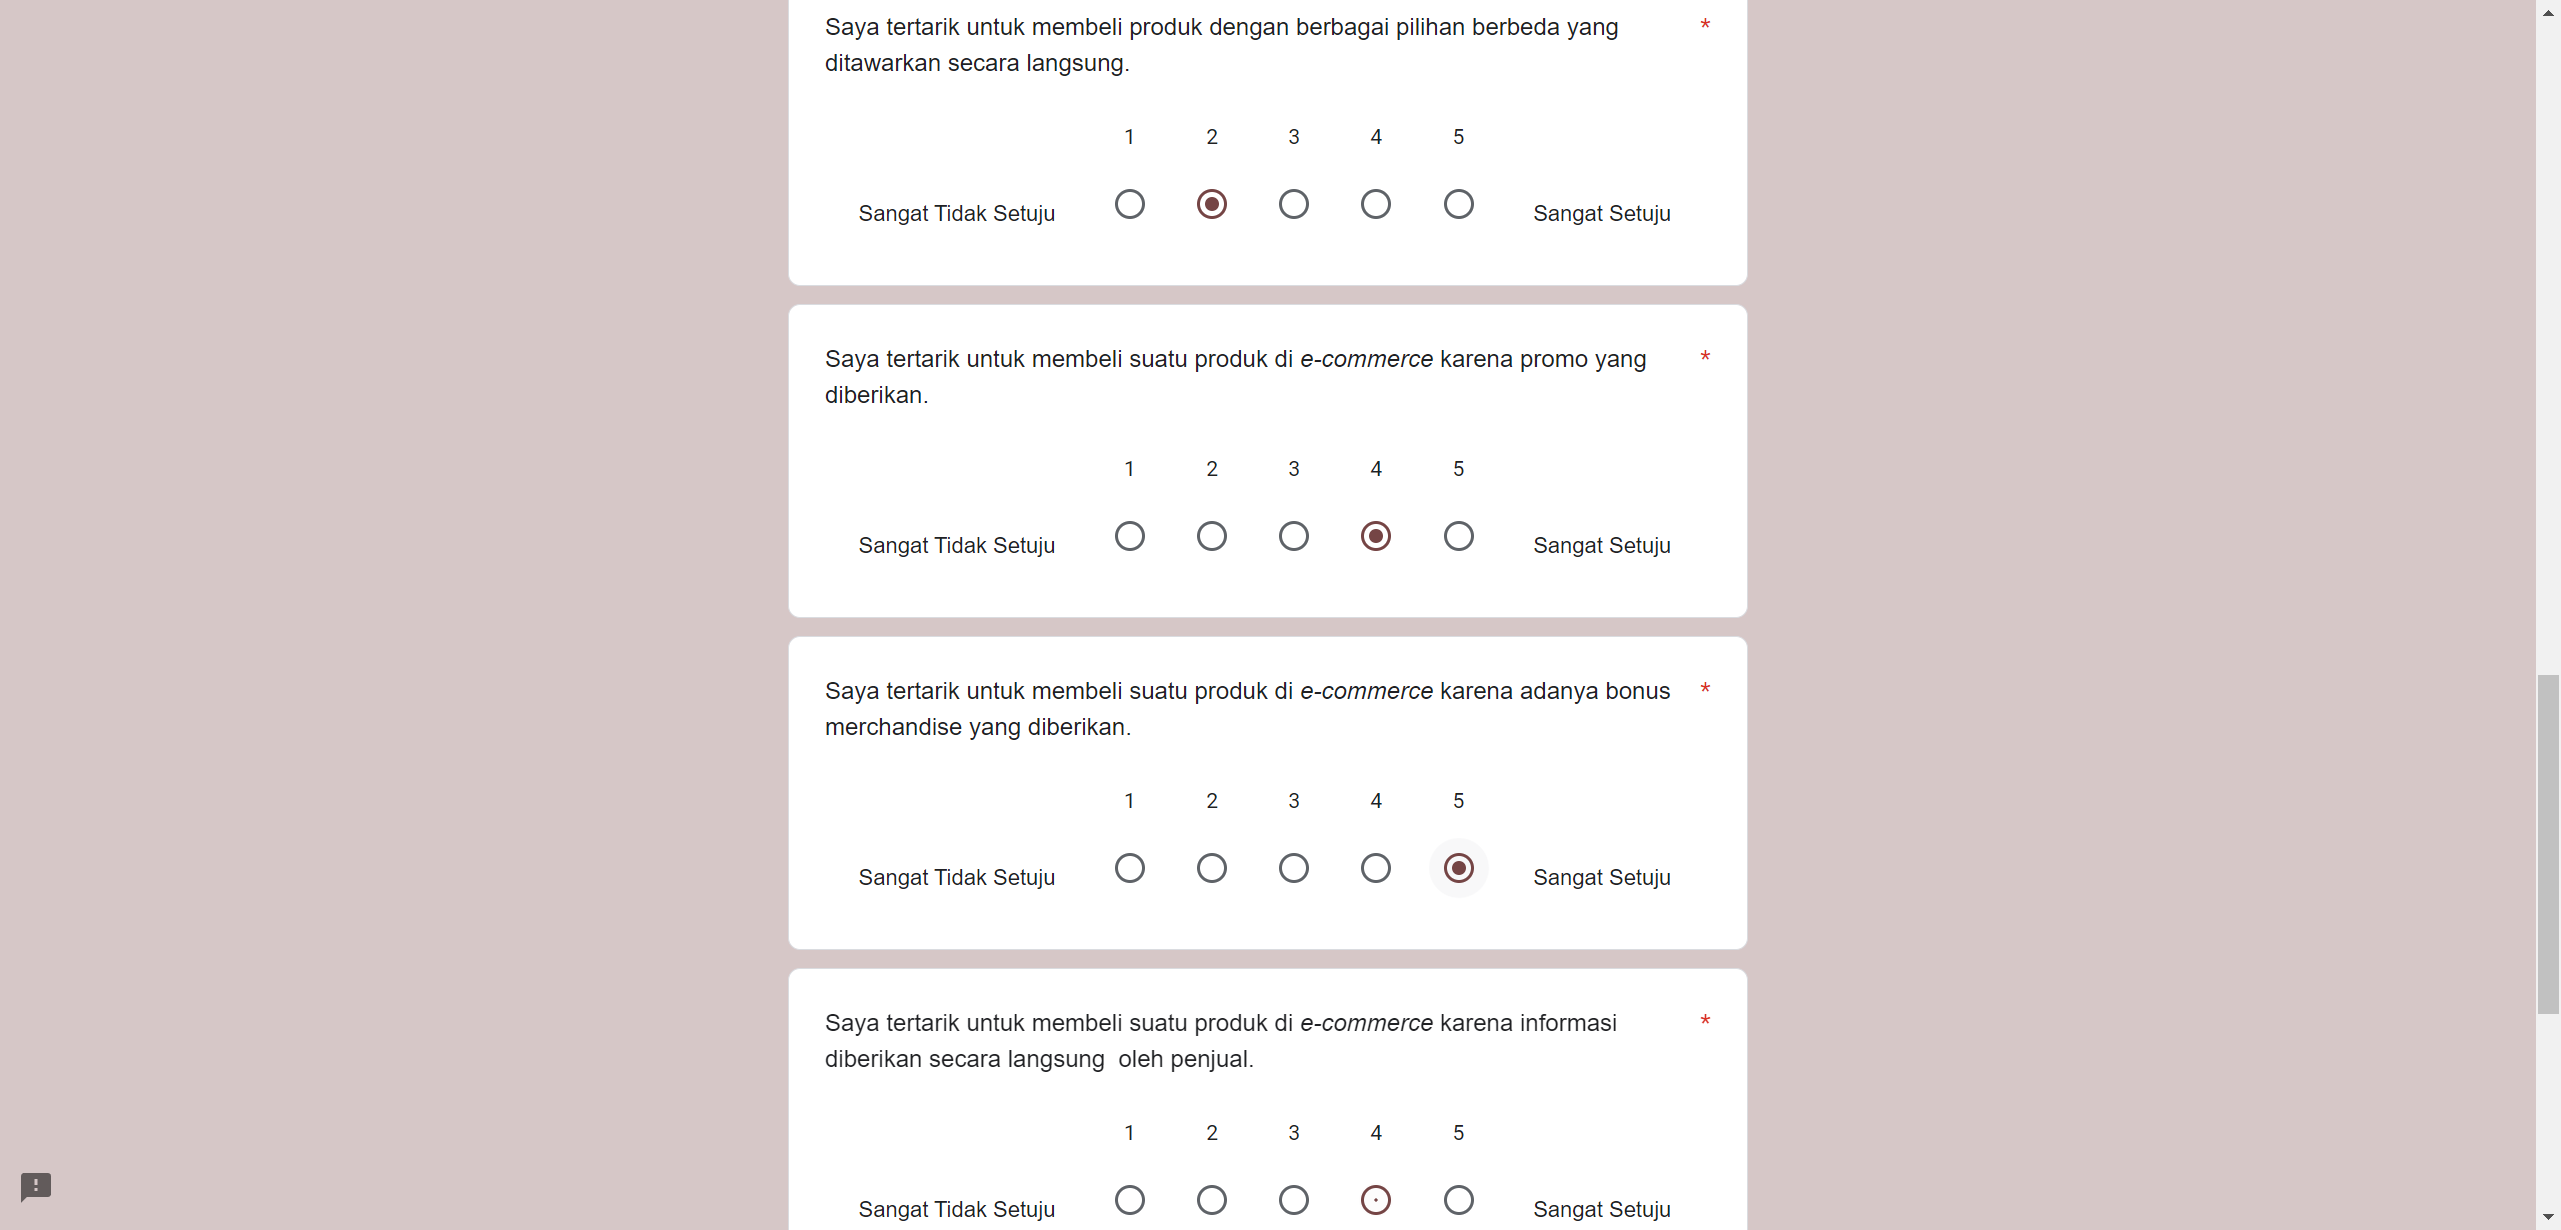 Saya tertarik untuk membeli produk dengan berbagai pilihan berbeda yang *
ditawarkan secara langsung.
1 2 3 4 5
Sangat Tidak Setuju Sangat Setuju
Saya tertarik untuk membeli suatu produk di e-commerce karena promo yang *
diberikan.
1 2 3 4 5
Sangat Tidak Setuju Sangat Setuju
Saya tertarik untuk membeli suatu produk di e-commerce karena adanya bonus *
merchandise yang diberikan.
1 2 3 4 5
Sangat Tidak Setuju Sangat Setuju
Saya tertarik untuk membeli suatu produk di e-commerce karena informasi *
diberikan secara langsung  oleh penjual.
1 2 3 4 5
Sangat Tidak Setuju Sangat Setuju